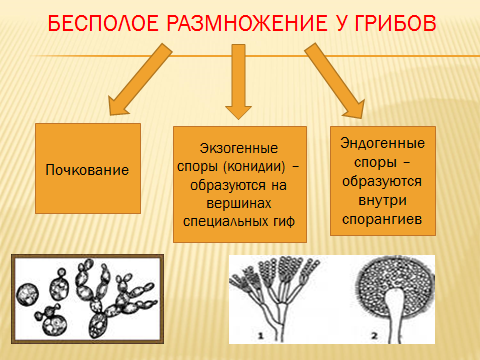 БЕСПОЛОЕ РАЗМНОЖЕНИЕ У ГРИБОВ
Почкование
Экзогенные
споры (конидии) –
образуются на
вершинах
специальных гиф
Эндогенные
споры –
образуются
внутри
спорангиев
1
2